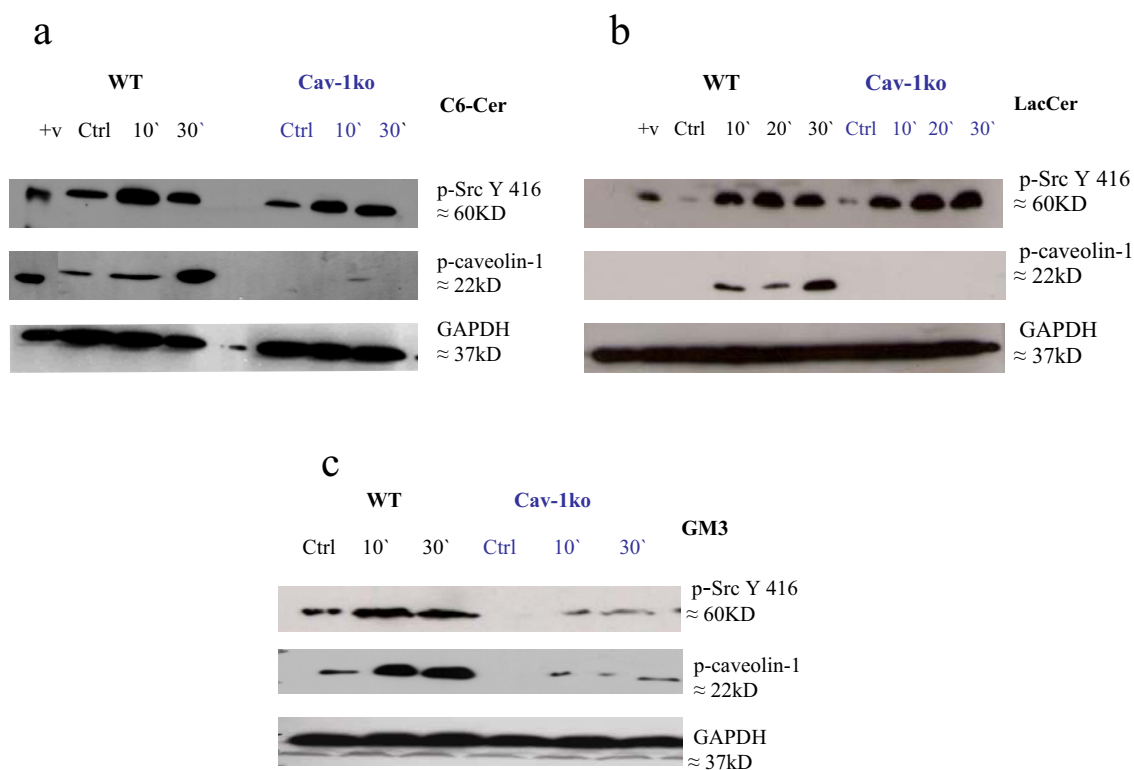 a
WT Cav-1ko
C6-Cer
+v Ctrl 10` 30` Ctrl 10` 30`
p-Src Y 416
≈ 60KD
p-caveolin-1
≈ 22kD
GAPDH
≈ 37kD
b
WT Cav-1ko
LacCer
+v Ctrl 10` 20` 30` Ctrl 10` 20` 30`
p-Src Y 416
≈ 60KD
p-caveolin-1
≈ 22kD
GAPDH
≈ 37kD
c
WT Cav-1ko
GM3
Ctrl 10` 30` Ctrl 10` 30`
p-Src Y 416
≈ 60KD
p-caveolin-1
≈ 22kD
GAPDH
≈ 37kD